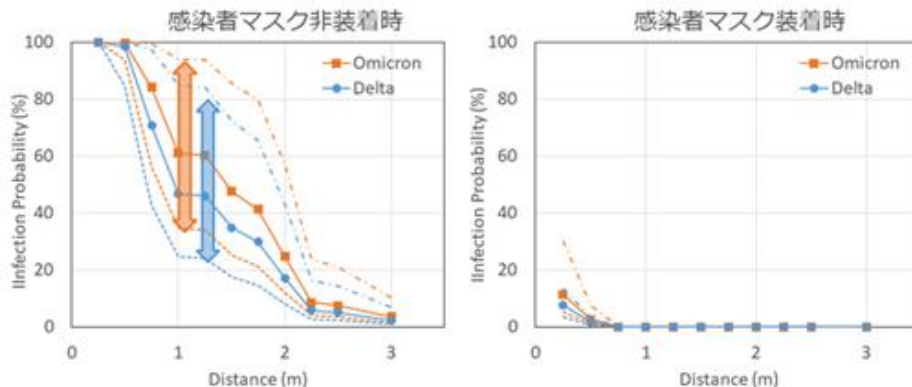 感染者マスク非装着時
IInfection Probability (%)
100
80
60
40
20
0
Omicron
Delta
0
1
2
3
Distance (m)
感染者マスク装着時
IInfection Probability (%)
100
80
60
40
20
0
Omicron
Delta
0
1
2
3
Distance (m)